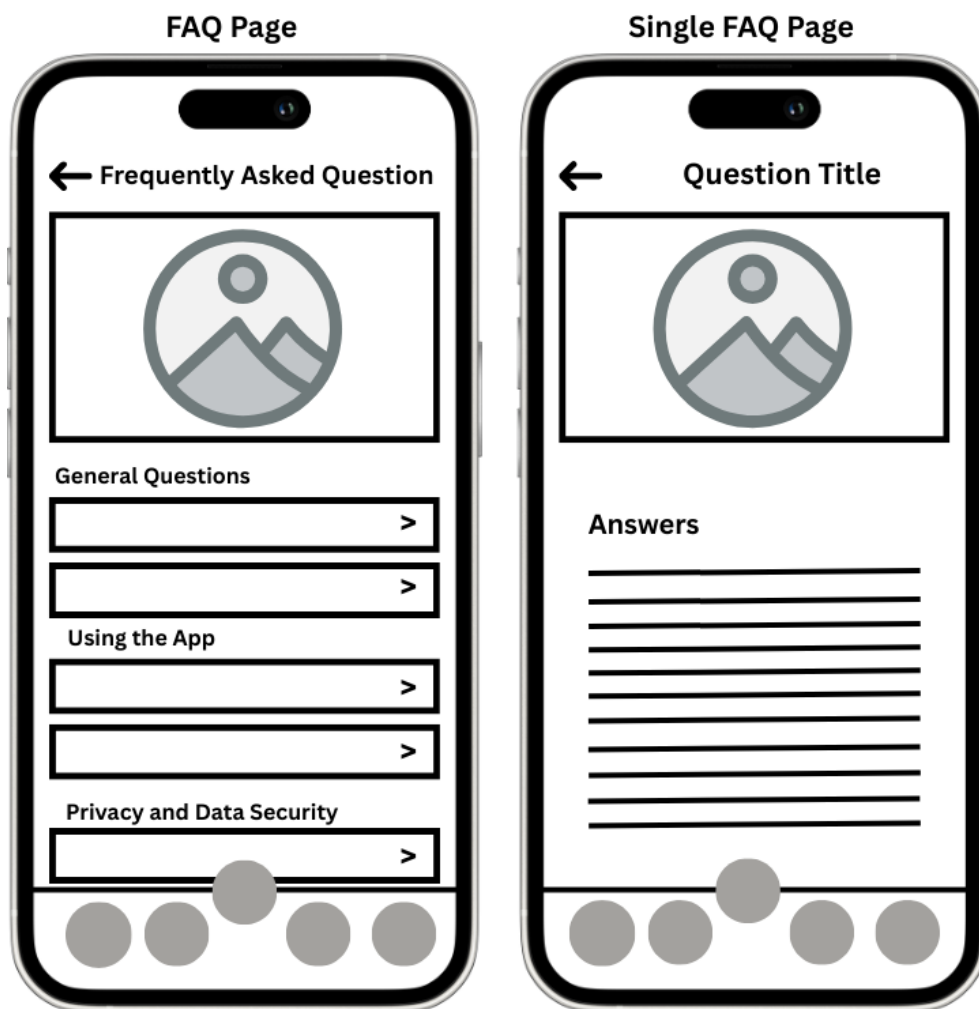 FAQ Page
← Frequently Asked Question
General Questions
>
>
Using the App
>
>
Privacy and Data Security
>
Single FAQ Page
← Question Title
Answers